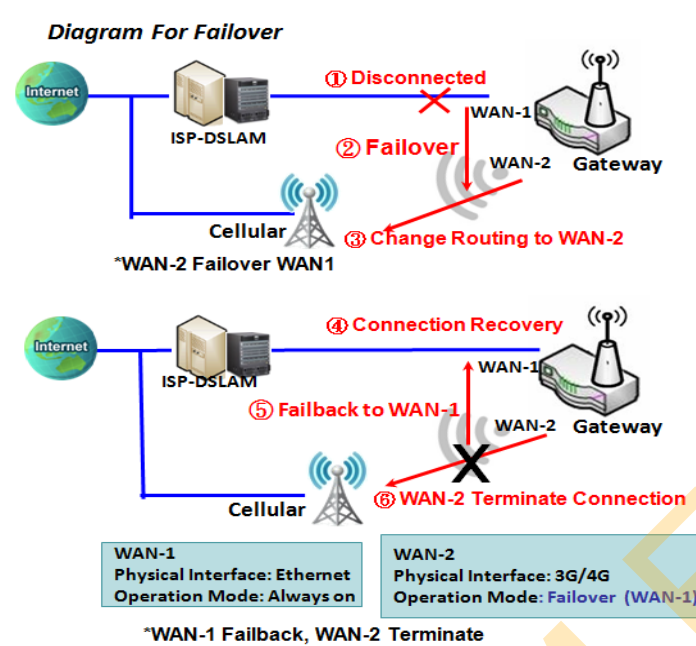 Diagram For Failover
Internet
① Disconnected
ISP-DSLAM
WAN-1
② Failover
WAN-2
Gateway
Cellular
③ Change Routing to WAN-2
*WAN-2 Failover WAN1
④ Connection Recovery
Internet
ISP-DSLAM
WAN-1
⑤ Failback to WAN-1
WAN-2
Gateway
⑥ WAN-2 Terminate Connection
Cellular
WAN-1
Physical Interface: Ethernet
Operation Mode: Always on
WAN-2
Physical Interface: 3G/4G
Operation Mode: Failover (WAN-1)
*WAN-1 Failback, WAN-2 Terminate